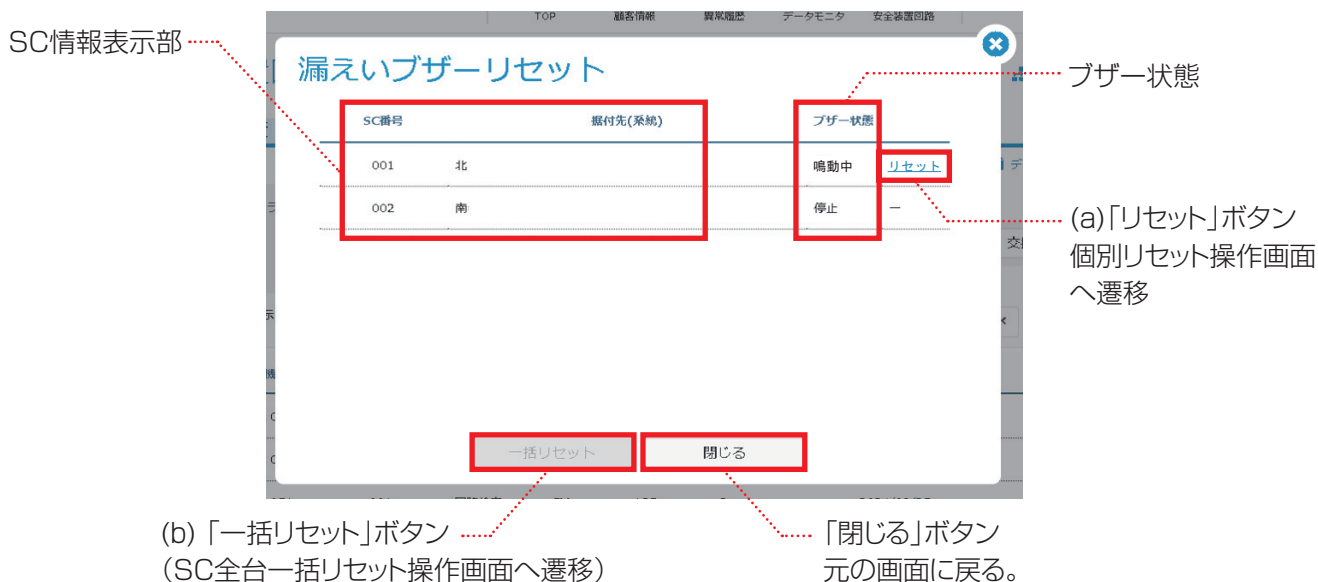 TOP 顧客情報 異常履歴 データモニタ 安全装置回路
SC情報表示部
漏えいブザーリセット
ブザー状態
SC番号 据付先(系統) ブザー状態
001 北 鳴動中 リセット
002 南 停止 ー
(a)「リセット」ボタン
個別リセット操作画面
へ遷移
一括リセット 閉じる
(b) 「一括リセット」ボタン
(SC全台一括リセット操作画面へ遷移)
「閉じる」ボタン
元の画面に戻る。